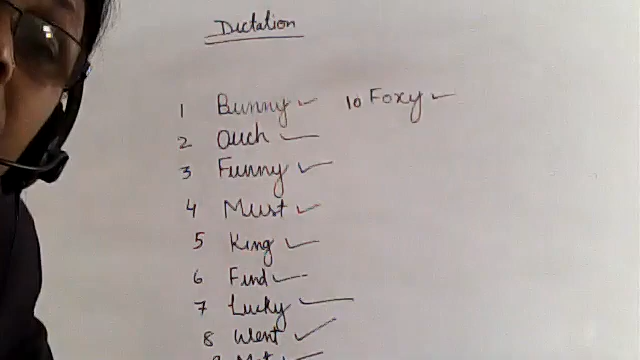 Dictation
1 Bunny 10 Foxy
2 Ouch
3 Funny
4 Must
5 King
6 Find
7 Lucky
8 Went